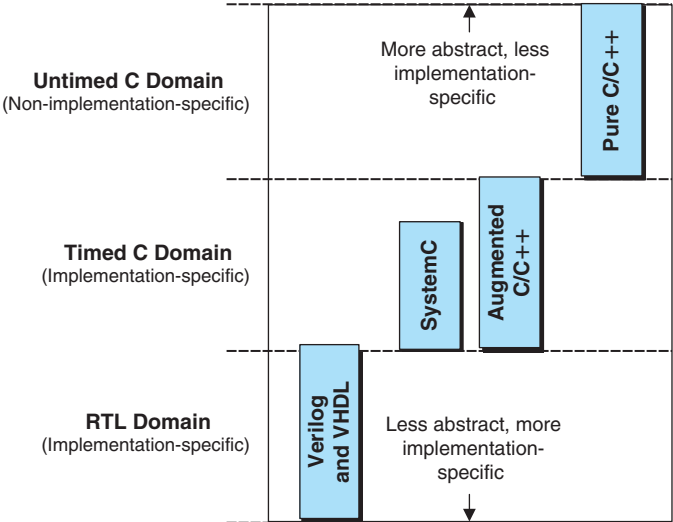 Untimed C Domain
(Non-implementation-specific)
More abstract, less
implementation-
specific
Pure C/C++
Timed C Domain
(Implementation-specific)
SystemC
Augmented
C/C++
RTL Domain
(Implementation-specific)
Verilog
and VHDL
Less abstract, more
implementation-
specific